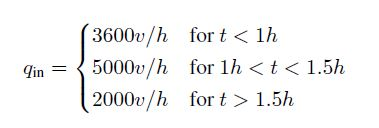 3600v/h for t < 1h
q_in = { 5000v/h for 1h < t < 1.5h
2000v/h for t > 1.5h